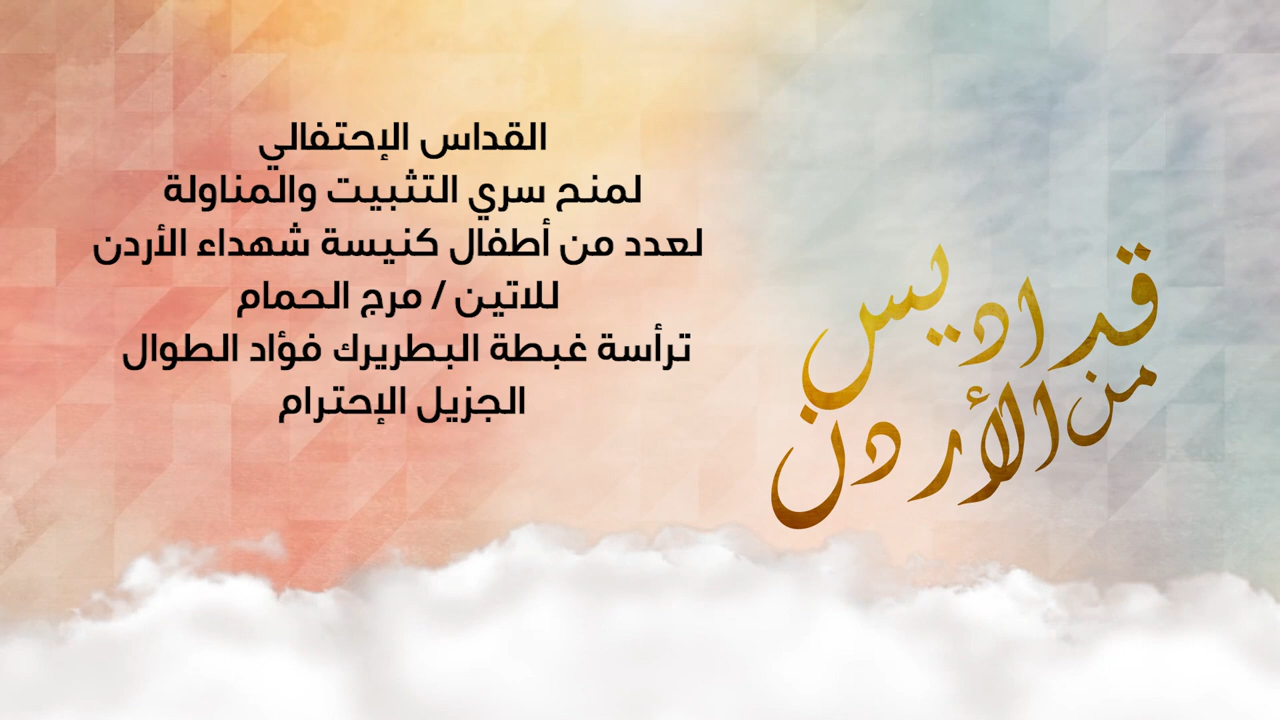 القداس الإحتفالي
لمنح سري التثبيت والمناولة
لعدد من أطفال كنيسة شهداء الأردن
للاتين / مرج الحمام
ترأسة غبطة البطريرك فؤاد الطوال
الجزيل الإحترام
قداديس
من الأردن